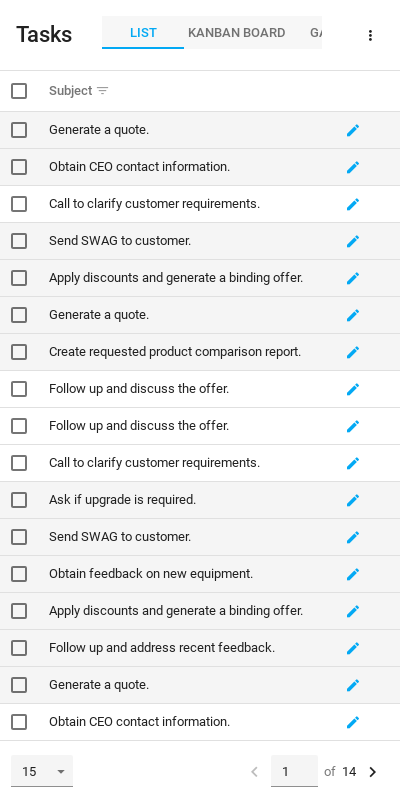 Tasks LIST KANBAN BOARD GA
Subject
Generate a quote.
Obtain CEO contact information.
Call to clarify customer requirements.
Send SWAG to customer.
Apply discounts and generate a binding offer.
Generate a quote.
Create requested product comparison report.
Follow up and discuss the offer.
Follow up and discuss the offer.
Call to clarify customer requirements.
Ask if upgrade is required.
Send SWAG to customer.
Obtain feedback on new equipment.
Apply discounts and generate a binding offer.
Follow up and address recent feedback.
Generate a quote.
Obtain CEO contact information.
15 1 of 14